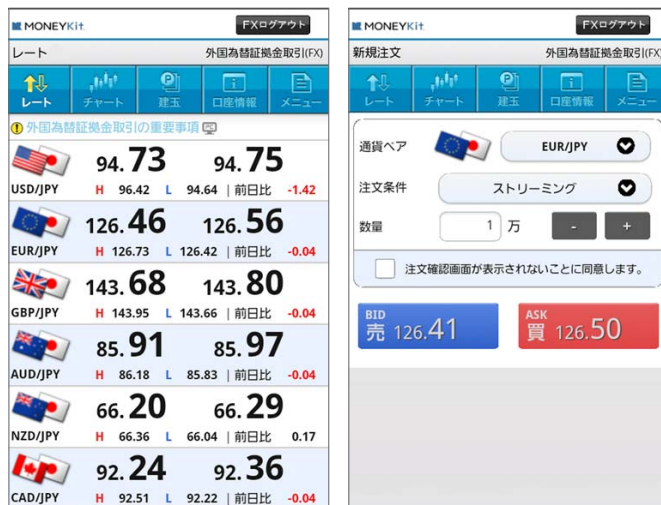 MONEYKit
FXログアウト
レート
外国為替証拠金取引(FX)
レート
チャート
建玉
口座情報
メニュー
外国為替証拠金取引の重要事項
94.73
94.75
USD/JPY
H 96.42 L 94.64 |前日比 -1.42
126.46
126.56
EUR/JPY
H 126.73 L 126.42 |前日比 -0.04
143.68
143.80
GBP/JPY
H 143.95 L 143.66 |前日比 -0.04
85.91
85.97
AUD/JPY
H 86.18 L 85.83 |前日比 -0.04
66.20
66.29
NZD/JPY
H 66.36 L 66.04 |前日比 0.17
92.24
92.36
CAD/JPY
H 92.51 L 92.22 |前日比 -0.04
MONEYKit
FXログアウト
新規注文
外国為替証拠金取引(FX)
レート
チャート
建玉
口座情報
メニュー
通貨ペア
EUR/JPY
注文条件
ストリーミング
数量
1 万
-
+
注文確認画面が表示されないことに同意します。
BID
売 126.41
ASK
買 126.50